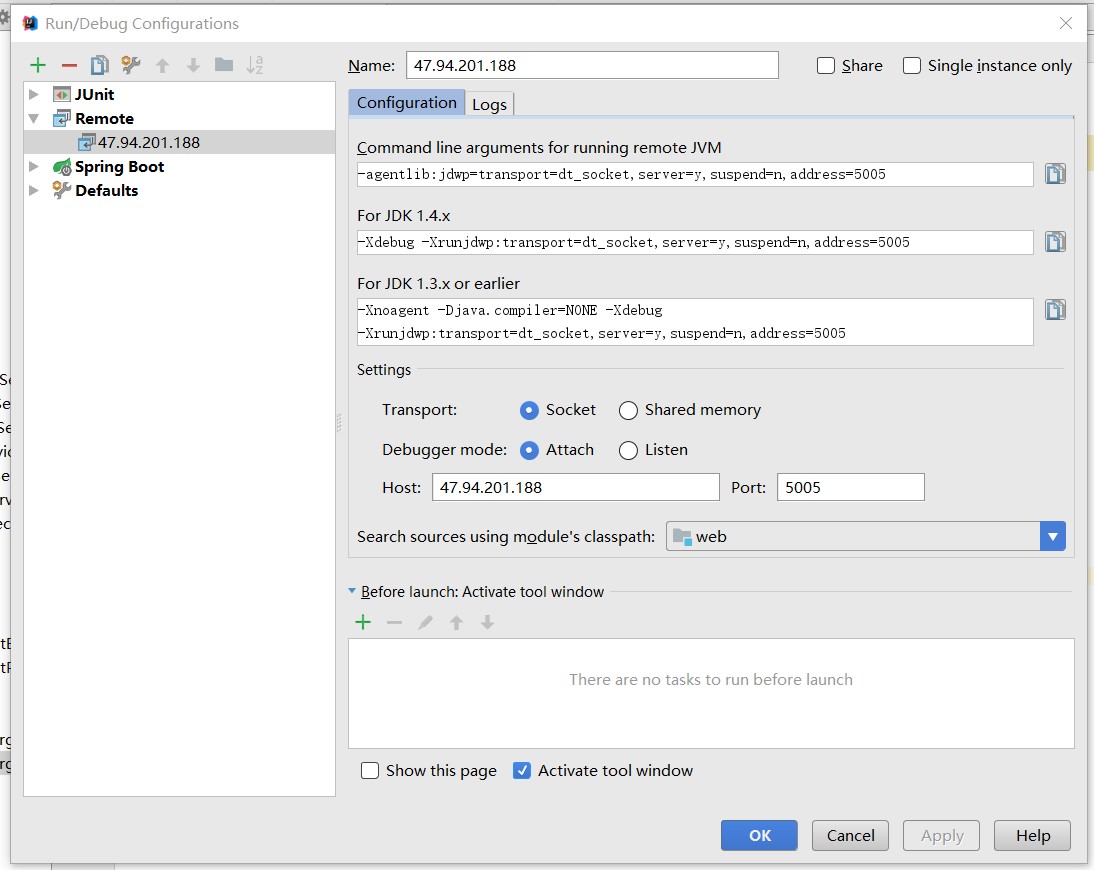 Run/Debug Configurations
Name: 47.94.201.188 Share Single instance only
JUnit
Remote
47.94.201.188
Spring Boot
Defaults
Configuration Logs
Command line arguments for running remote JVM
-agentlib:jdwp=transport=dt_socket,server=y,suspend=n,address=5005
For JDK 1.4.x
-Xdebug -Xrunjdwp:transport=dt_socket,server=y,suspend=n,address=5005
For JDK 1.3.x or earlier
-Xnoagent -Djava.compiler=NONE -Xdebug
-Xrunjdwp:transport=dt_socket,server=y,suspend=n,address=5005
Settings
Transport: Socket Shared memory
Debugger mode: Attach Listen
Host: 47.94.201.188 Port: 5005
Search sources using module's classpath: web
Before launch: Activate tool window
There are no tasks to run before launch
Show this page Activate tool window
OK Cancel Apply Help